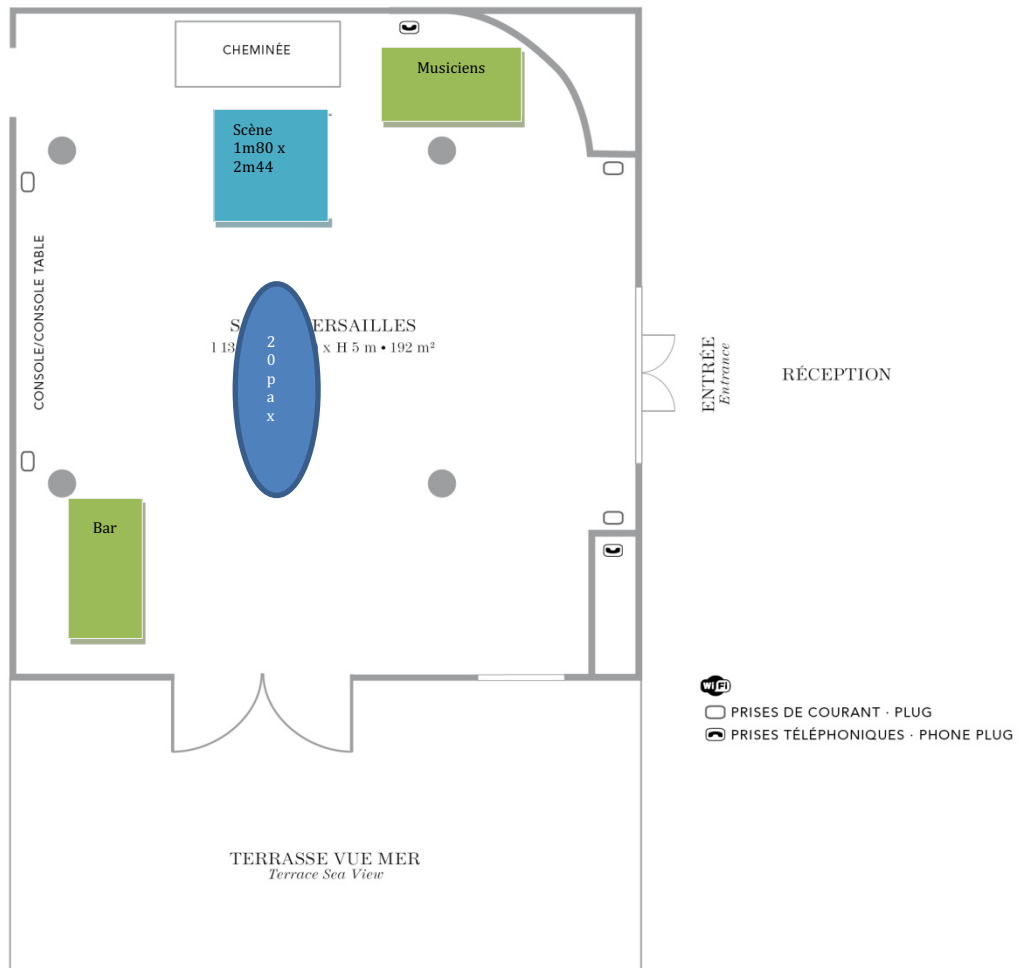 CHEMINÉE
Musiciens
Scène
1m80 x
2m44
CONSOLE/CONSOLE TABLE
S
ERSAILLES
l 13
x H 5 m • 192 m²
2
0
p
a
x
ENTRÉE
Entrance
RÉCEPTION
Bar
WiFi
PRISES DE COURANT · PLUG
PRISES TÉLÉPHONIQUES · PHONE PLUG
TERRASSE VUE MER
Terrace Sea View